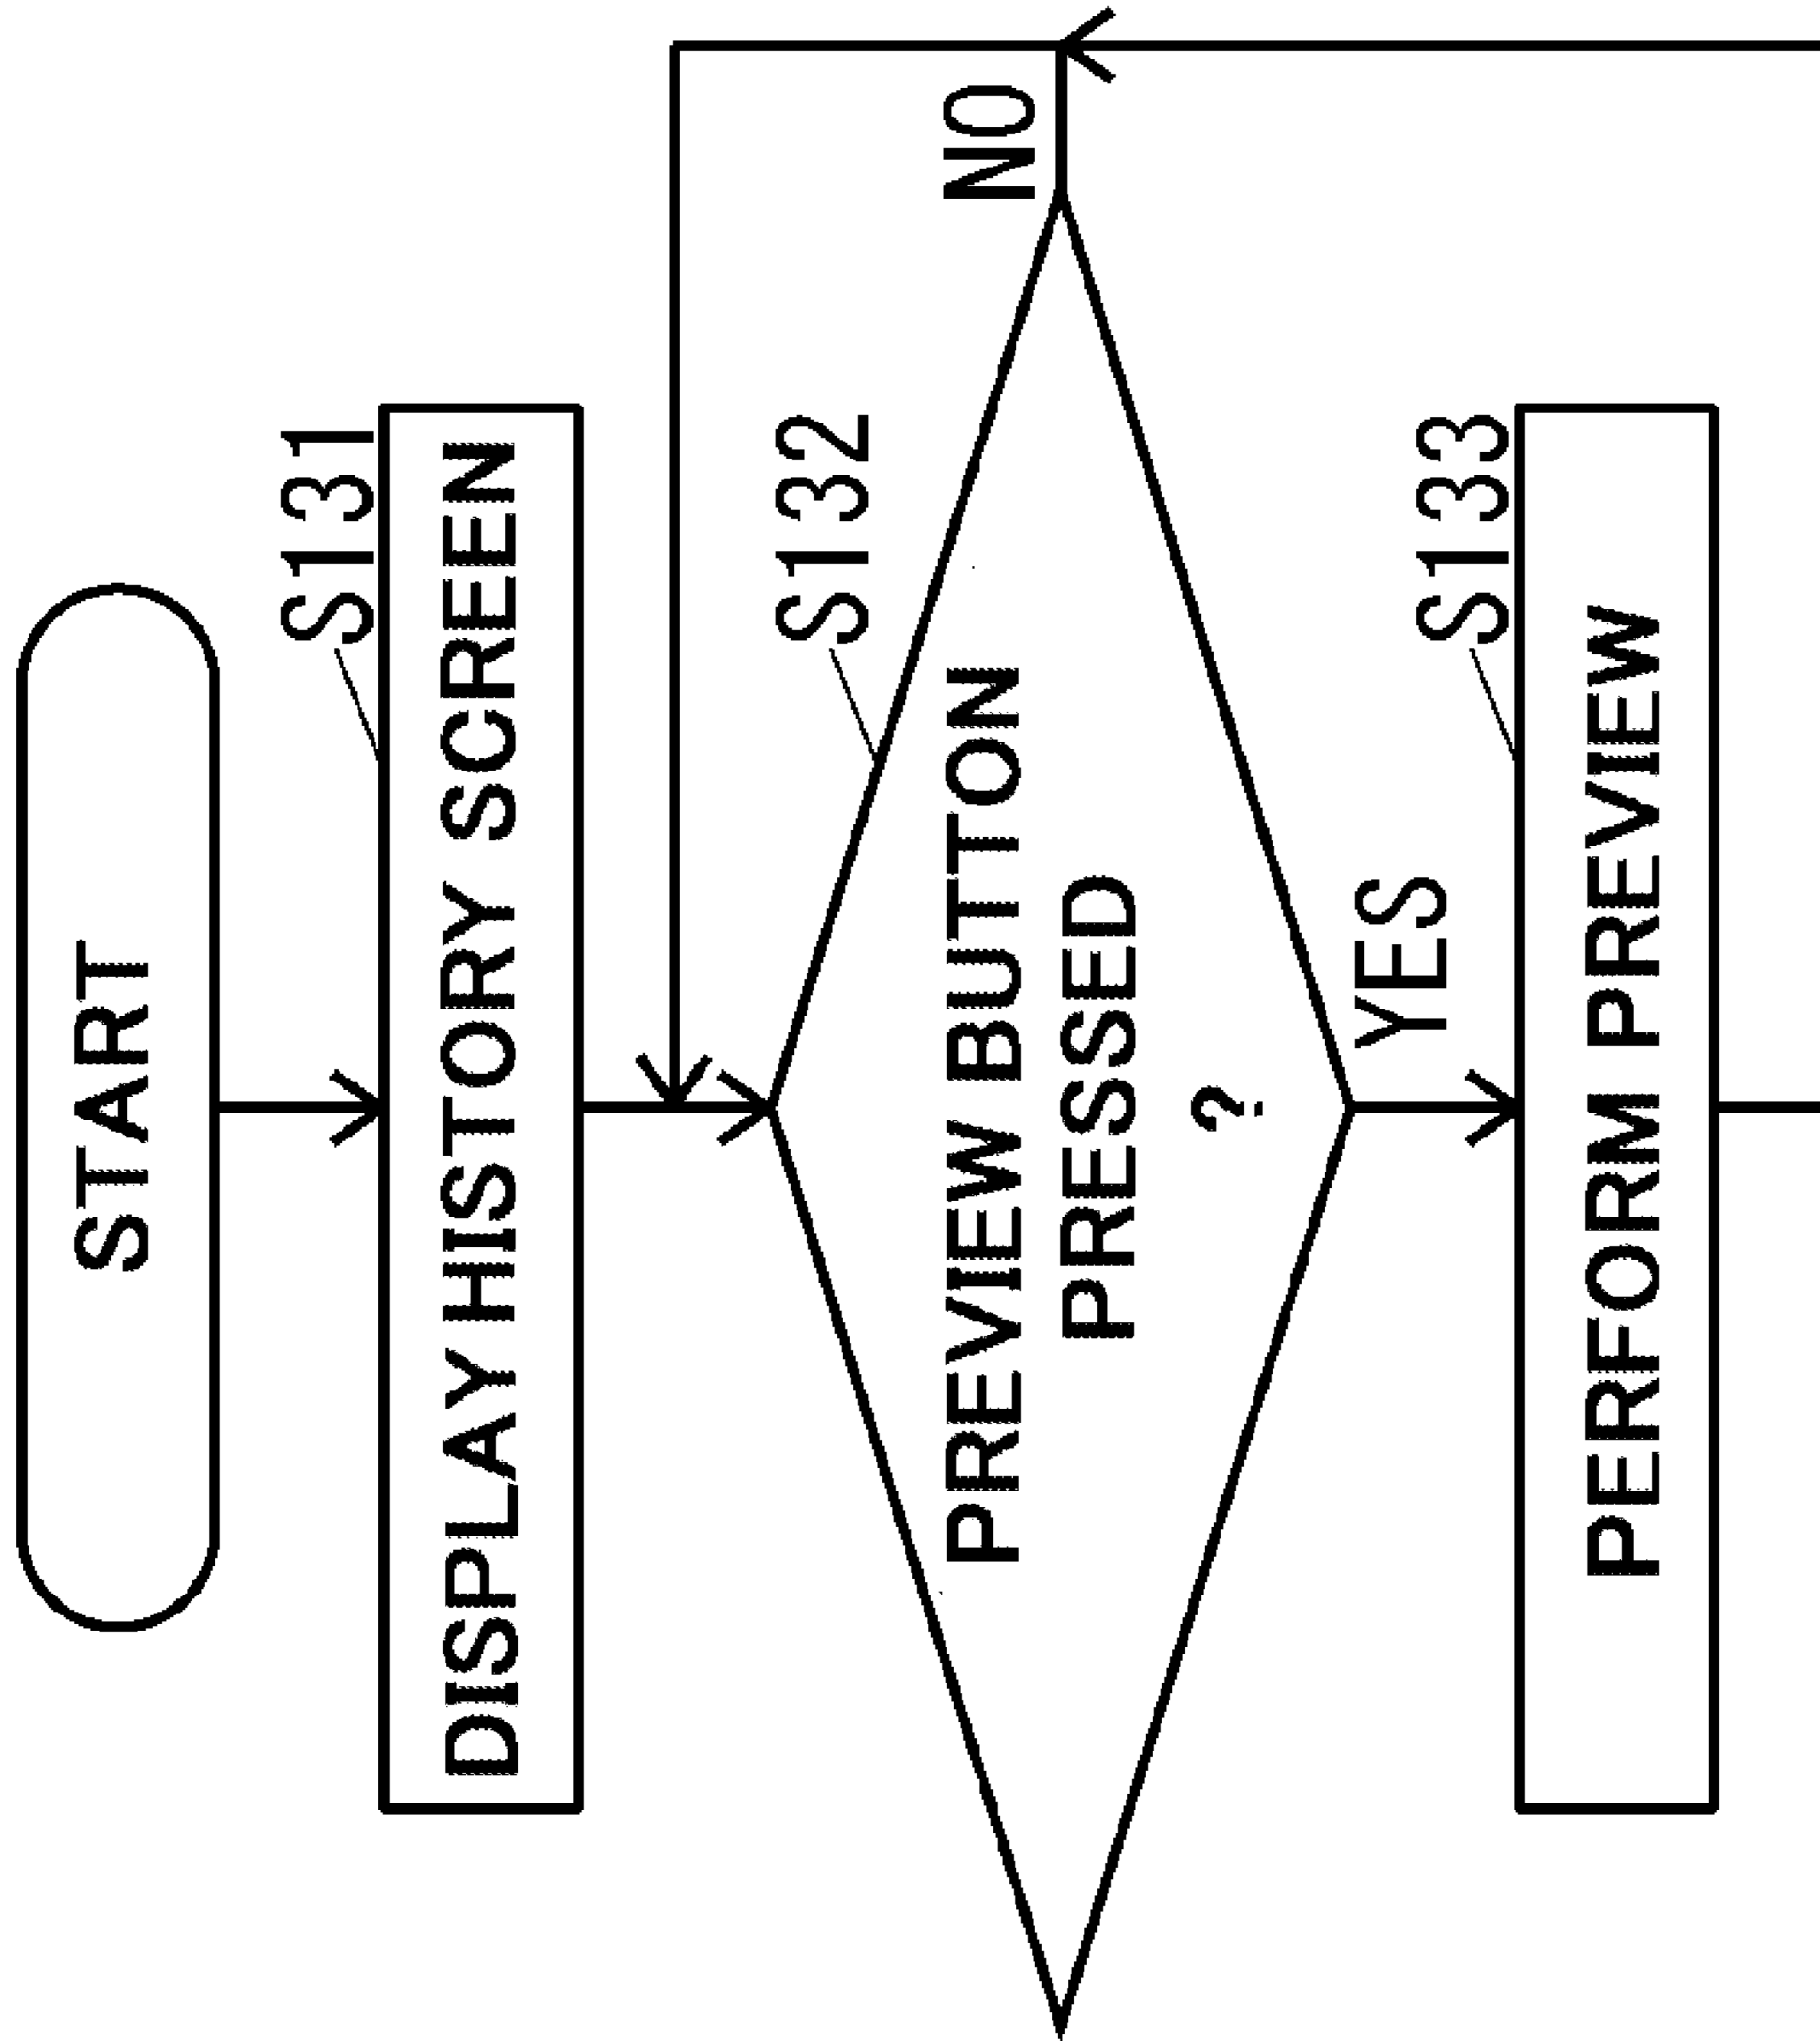 START
S131
DISPLAY HISTORY SCREEN
S132
PREVIEW BUTTON
PRESSED
?
NO
YES
S133
PERFORM PREVIEW